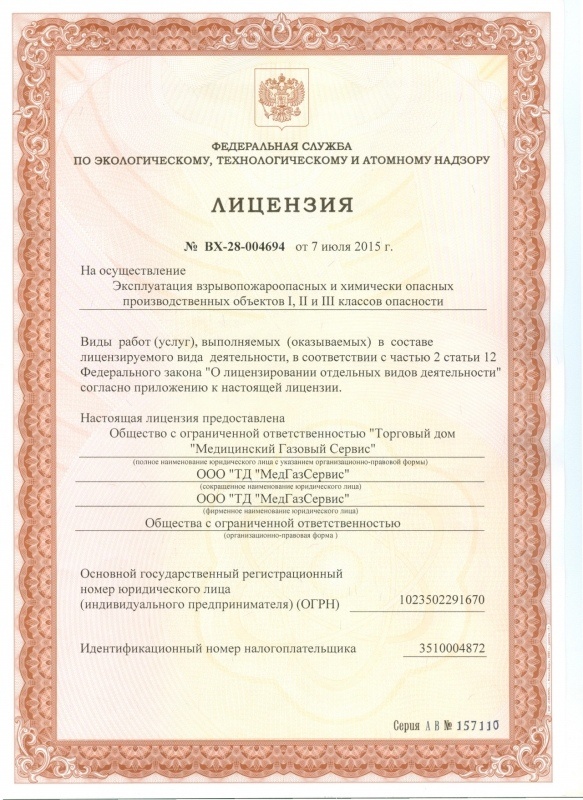 ФЕДЕРАЛЬНАЯ СЛУЖБА
ПО ЭКОЛОГИЧЕСКОМУ, ТЕХНОЛОГИЧЕСКОМУ И АТОМНОМУ НАДЗОРУ
ЛИЦЕНЗИЯ
№ ВХ-28-004694 от 7 июля 2015 г.
На осуществление
Эксплуатация взрывопожароопасных и химически опасных
производственных объектов I, II и III классов опасности
Виды работ (услуг), выполняемых (оказываемых) в составе
лицензируемого вида деятельности, в соответствии с частью 2 статьи 12
Федерального закона "О лицензировании отдельных видов деятельности"
согласно приложению к настоящей лицензии.
Настоящая лицензия предоставлена
Общество с ограниченной ответственностью "Торговый дом
"Медицинский Газовый Сервис"
(полное наименование юридического лица с указанием организационно-правовой формы)
ООО "ТД "МедГазСервис"
(сокращенное наименование юридического лица)
ООО "ТД "МедГазСервис"
(фирменное наименование юридического лица)
Общества с ограниченной ответственностью
(организационно-правовая форма )
Основной государственный регистрационный
номер юридического лица
(индивидуального предпринимателя) (ОГРН) 1023502291670
Идентификационный номер налогоплательщика 3510004872
Серия А В № 157110